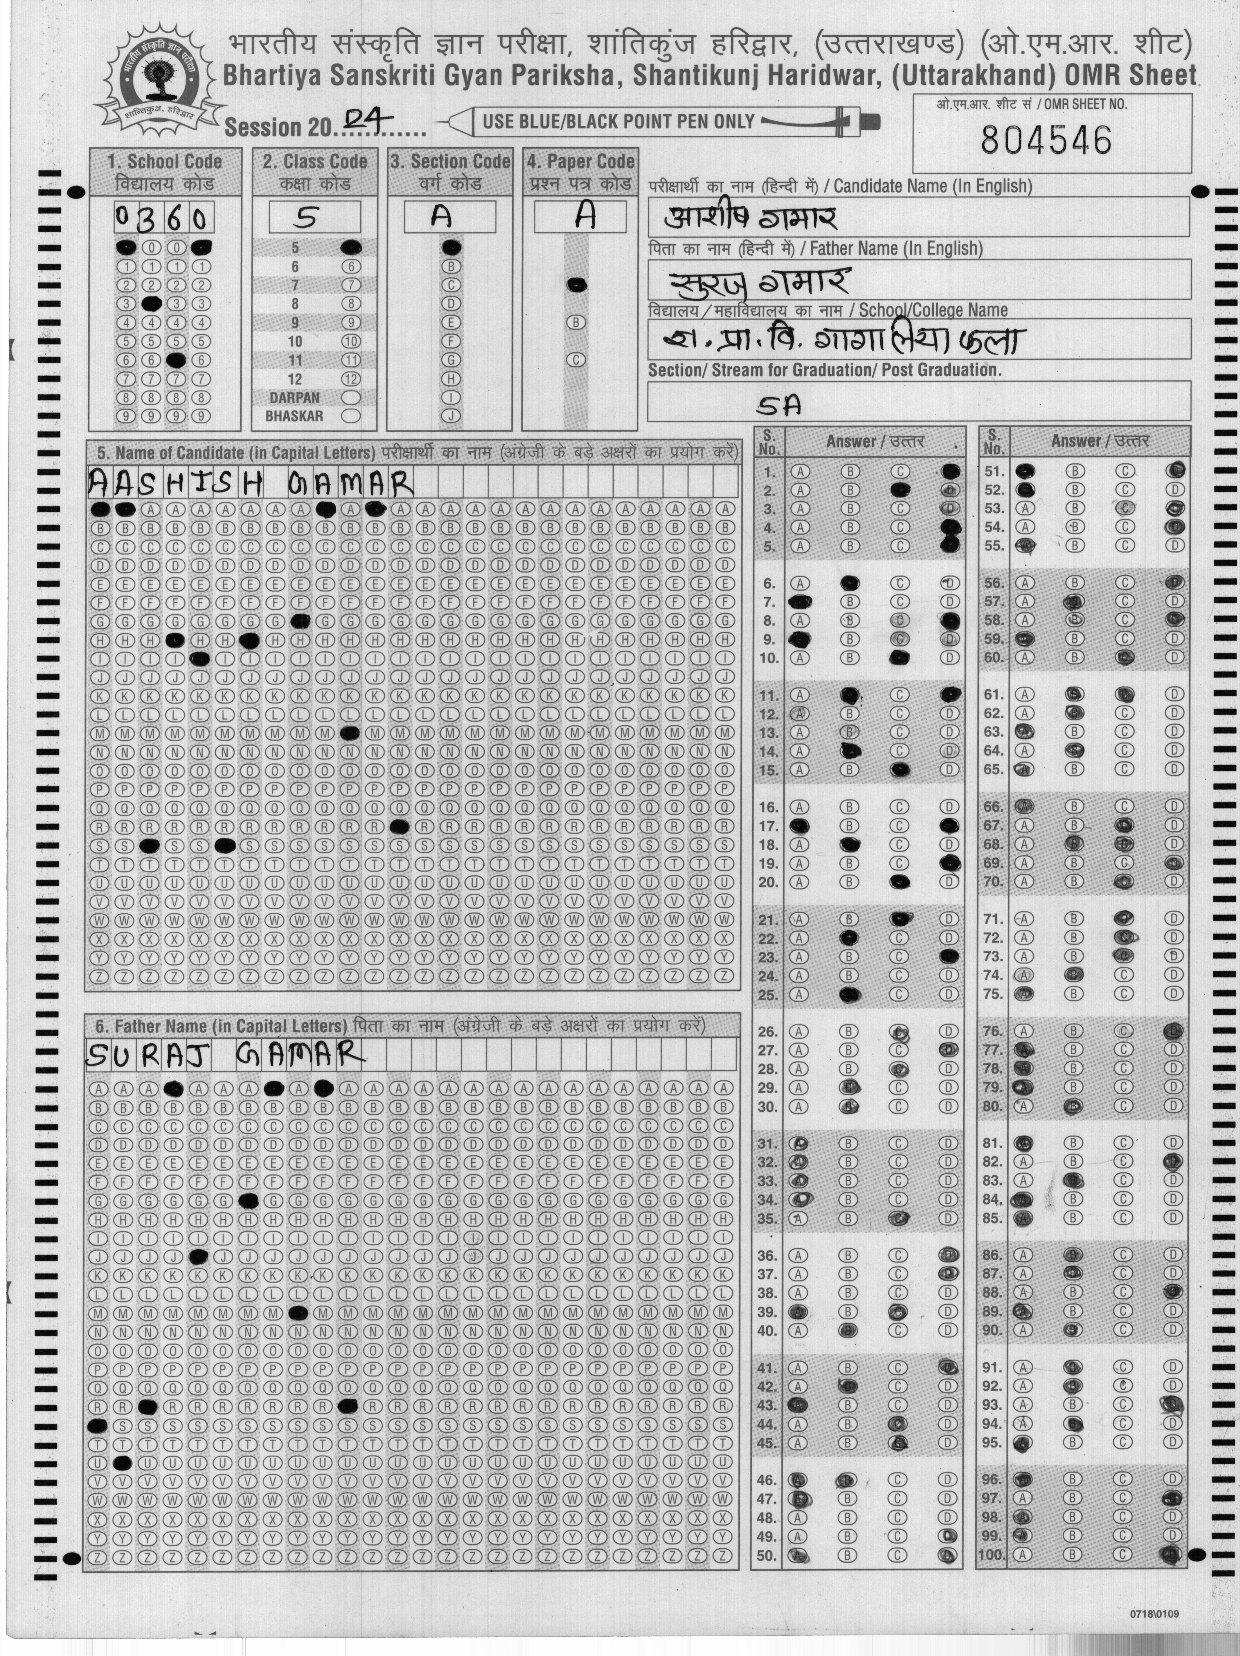 भारतीय संस्कृति ज्ञान परीक्षा, शांतिकुंज हरिद्वार, (उत्तराखण्ड) (ओ.एम.आर. शीट)
Bhartiya Sanskriti Gyan Pariksha, Shantikunj Haridwar, (Uttarakhand) OMR Sheet
Session 20 24
USE BLUE/BLACK POINT PEN ONLY
ओ.एम.आर. शीट सं / OMR SHEET NO.
804546
1. School Code
विद्यालय कोड
0360
2. Class Code
कक्षा कोड
5
3. Section Code
वर्ग कोड
A
4. Paper Code
प्रश्न पत्र कोड
A
5
6
7
8
9
10
11
12
DARPAN
BHASKAR
परीक्षार्थी का नाम (हिन्दी में) / Candidate Name (In English)
आशीष गमार
पिता का नाम (हिन्दी में) / Father Name (In English)
सुरज गमार
विद्यालय / महाविद्यालय का नाम / School/College Name
श. प्रा. वि. गागालिया कला
Section/ Stream for Graduation/ Post Graduation.
5A
5. Name of Candidate (in Capital Letters) परीक्षार्थी का नाम (अंग्रेजी के बड़े अक्षरों का प्रयोग करें)
AASHISH GAMAR
6. Father Name (in Capital Letters) पिता का नाम (अंग्रेजी के बड़े अक्षरों का प्रयोग करें)
SURAJ GAMAR
S. No. Answer / उत्तर
S. No. Answer / उत्तर
0718\0109